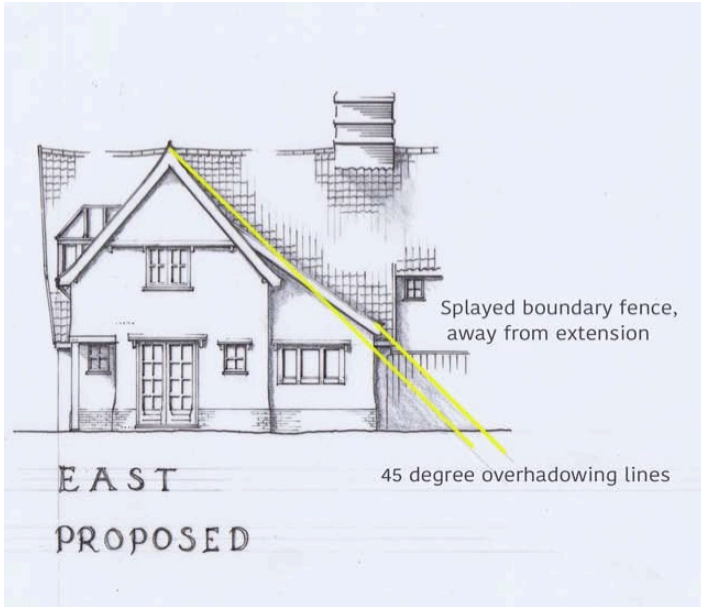 Splayed boundary fence,
away from extension
45 degree overhadowing lines
EAST
PROPOSED